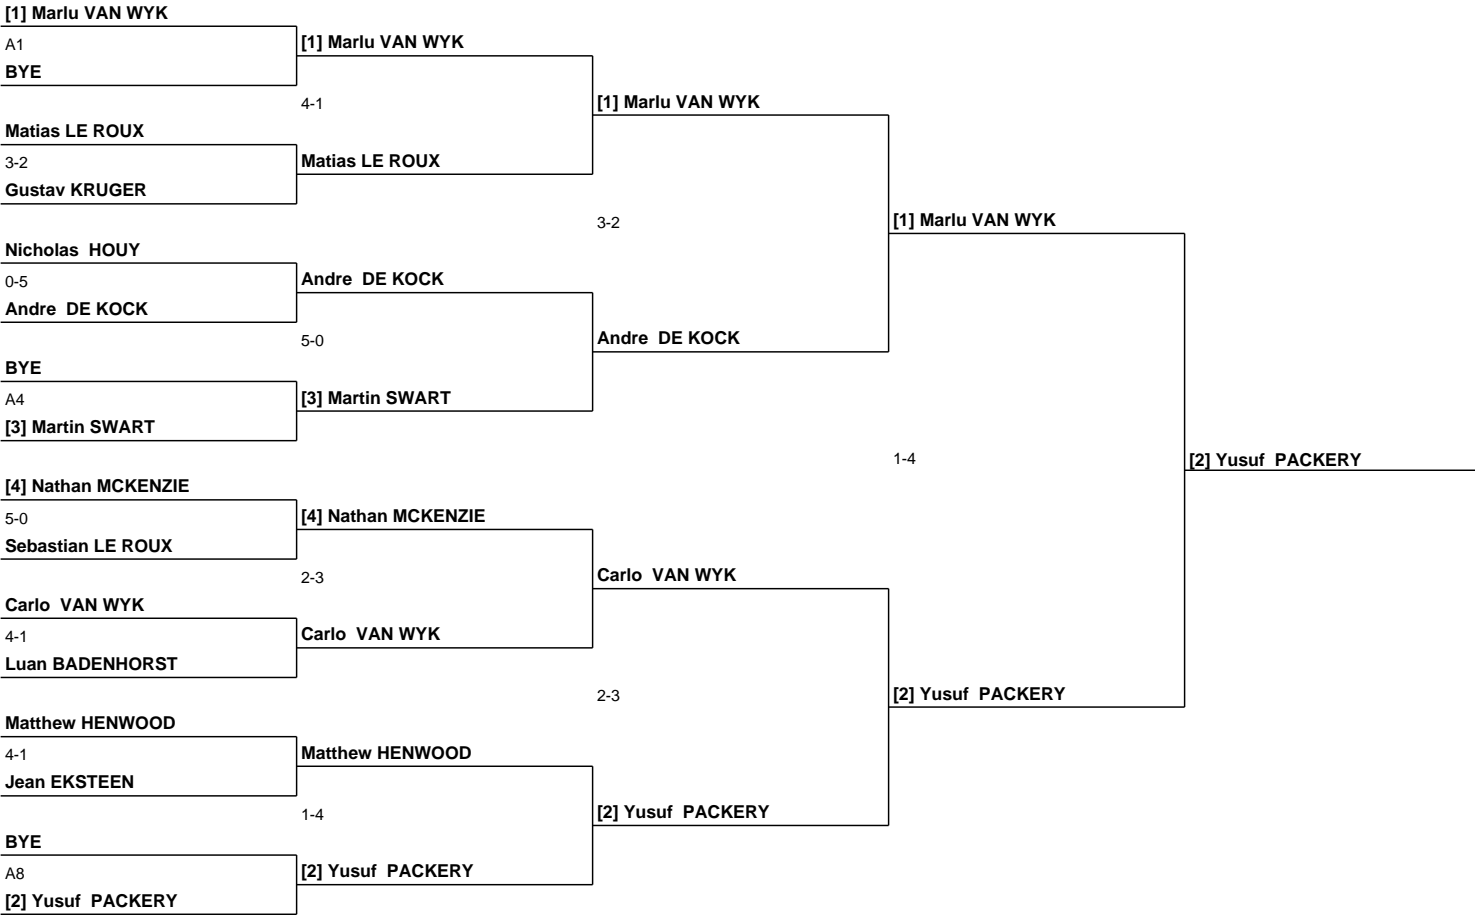 [1] Marlu VAN WYK
A1
BYE
Matias LE ROUX
3-2
Gustav KRUGER
Nicholas  HOUY
0-5
Andre  DE KOCK
BYE
A4
[3] Martin SWART
[4] Nathan MCKENZIE
5-0
Sebastian LE ROUX
Carlo  VAN WYK
4-1
Luan BADENHORST
Matthew HENWOOD
4-1
Jean EKSTEEN
BYE
A8
[2] Yusuf  PACKERY
[1] Marlu VAN WYK
4-1
Matias LE ROUX
Andre  DE KOCK
5-0
[3] Martin SWART
[4] Nathan MCKENZIE
2-3
Carlo  VAN WYK
Matthew HENWOOD
1-4
[2] Yusuf  PACKERY
[1] Marlu VAN WYK
3-2
Andre  DE KOCK
Carlo  VAN WYK
2-3
[2] Yusuf  PACKERY
[1] Marlu VAN WYK
1-4
[2] Yusuf  PACKERY
[2] Yusuf  PACKERY